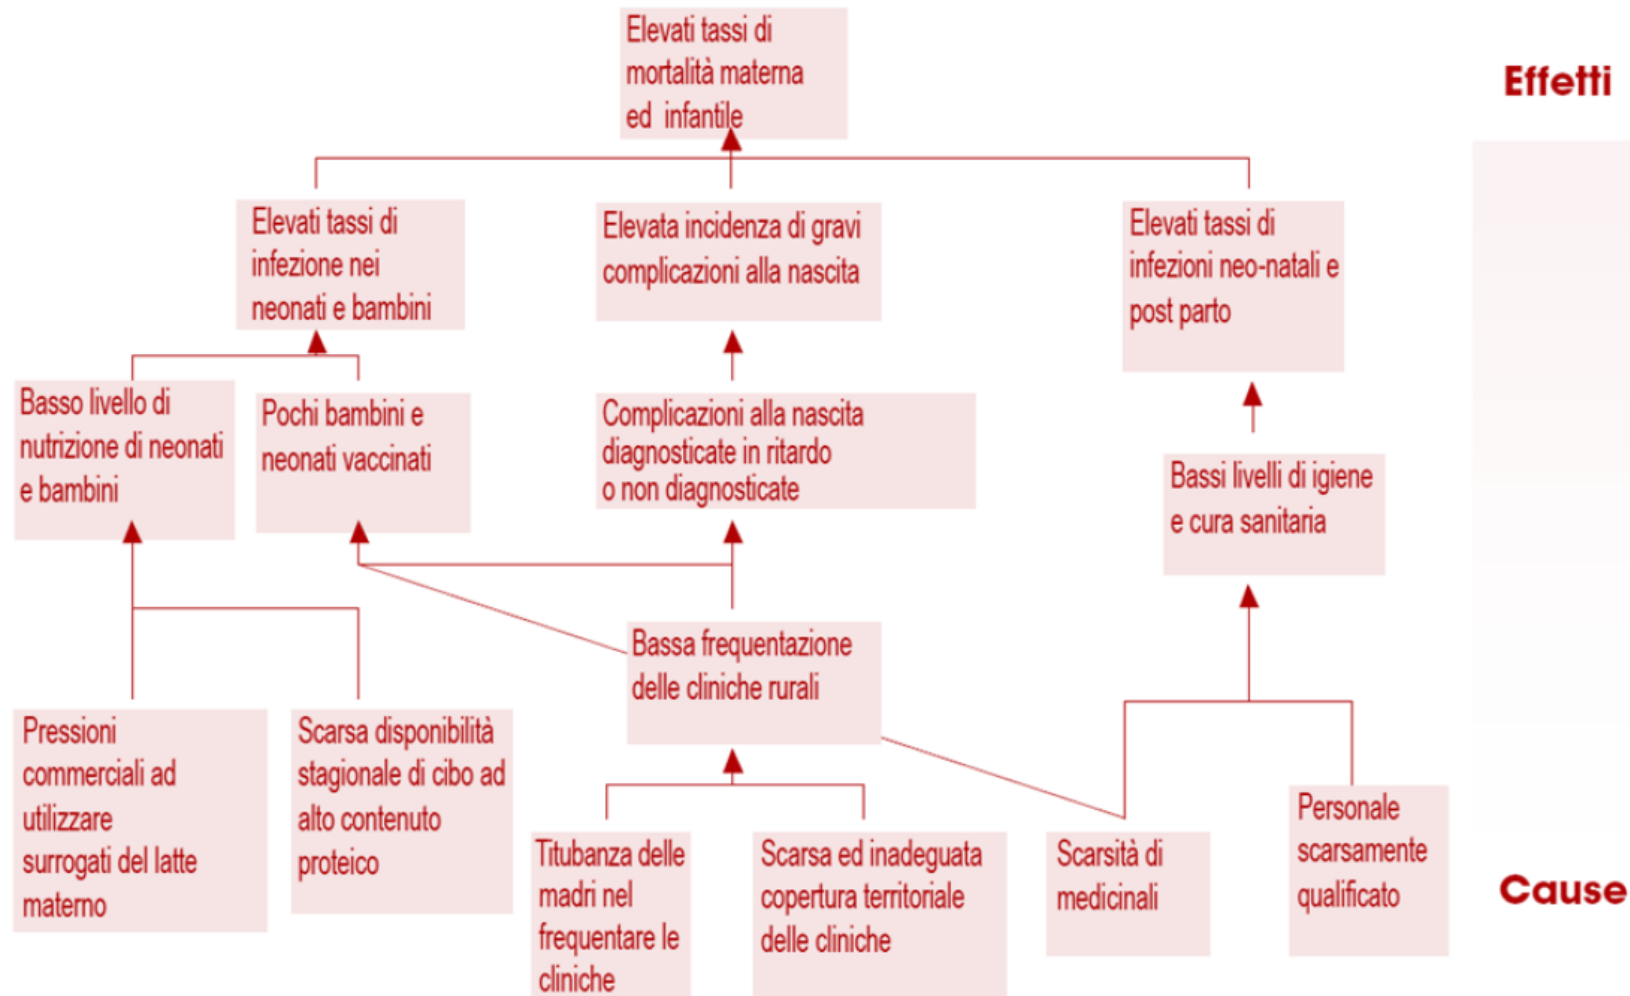 Elevati tassi di
mortalità materna
ed infantile
Effetti
Elevati tassi di
infezione nei
neonati e bambini
Elevata incidenza di gravi
complicazioni alla nascita
Elevati tassi di
infezioni neo-natali e
post parto
Basso livello di
nutrizione di neonati
e bambini
Pochi bambini e
neonati vaccinati
Complicazioni alla nascita
diagnosticate in ritardo
o non diagnosticate
Bassi livelli di igiene
e cura sanitaria
Bassa frequentazione
delle cliniche rurali
Pressioni
commerciali ad
utilizzare
surrogati del latte
materno
Scarsa disponibilità
stagionale di cibo ad
alto contenuto
proteico
Titubanza delle
madri nel
frequentare le
cliniche
Scarsa ed inadeguata
copertura territoriale
delle cliniche
Scarsità di
medicinali
Personale
scarsamente
qualificato
Cause